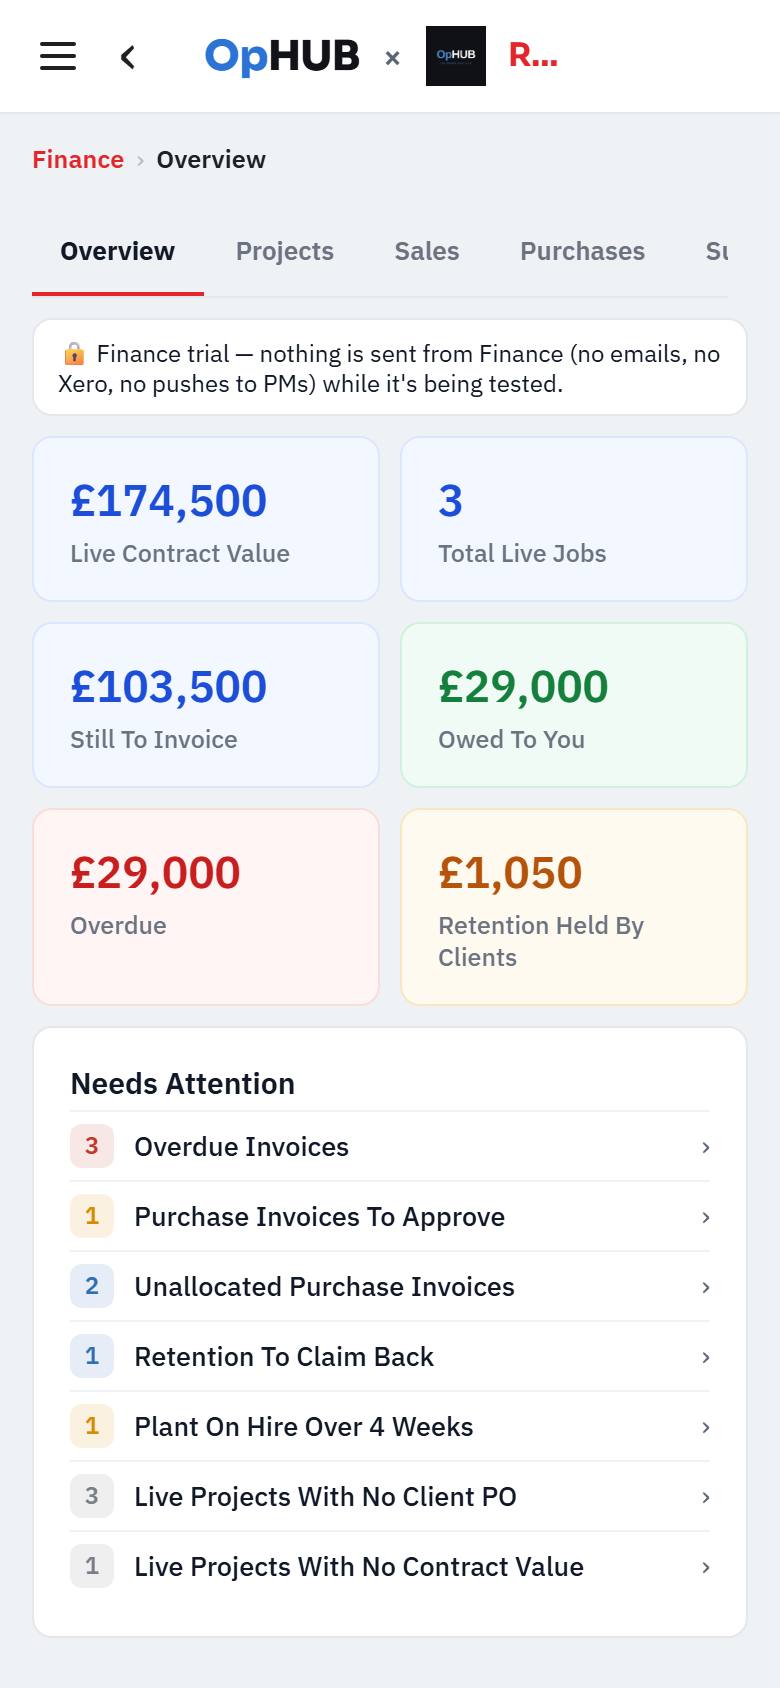 OpHUB × OpHUB R...
Finance › Overview
Overview Projects Sales Purchases
🔒 Finance trial — nothing is sent from Finance (no emails, no
Xero, no pushes to PMs) while it's being tested.
£174,500
Live Contract Value
3
Total Live Jobs
£103,500
Still To Invoice
£29,000
Owed To You
£29,000
Overdue
£1,050
Retention Held By
Clients
Needs Attention
3 Overdue Invoices ›
1 Purchase Invoices To Approve ›
2 Unallocated Purchase Invoices ›
1 Retention To Claim Back ›
1 Plant On Hire Over 4 Weeks ›
3 Live Projects With No Client PO ›
1 Live Projects With No Contract Value ›